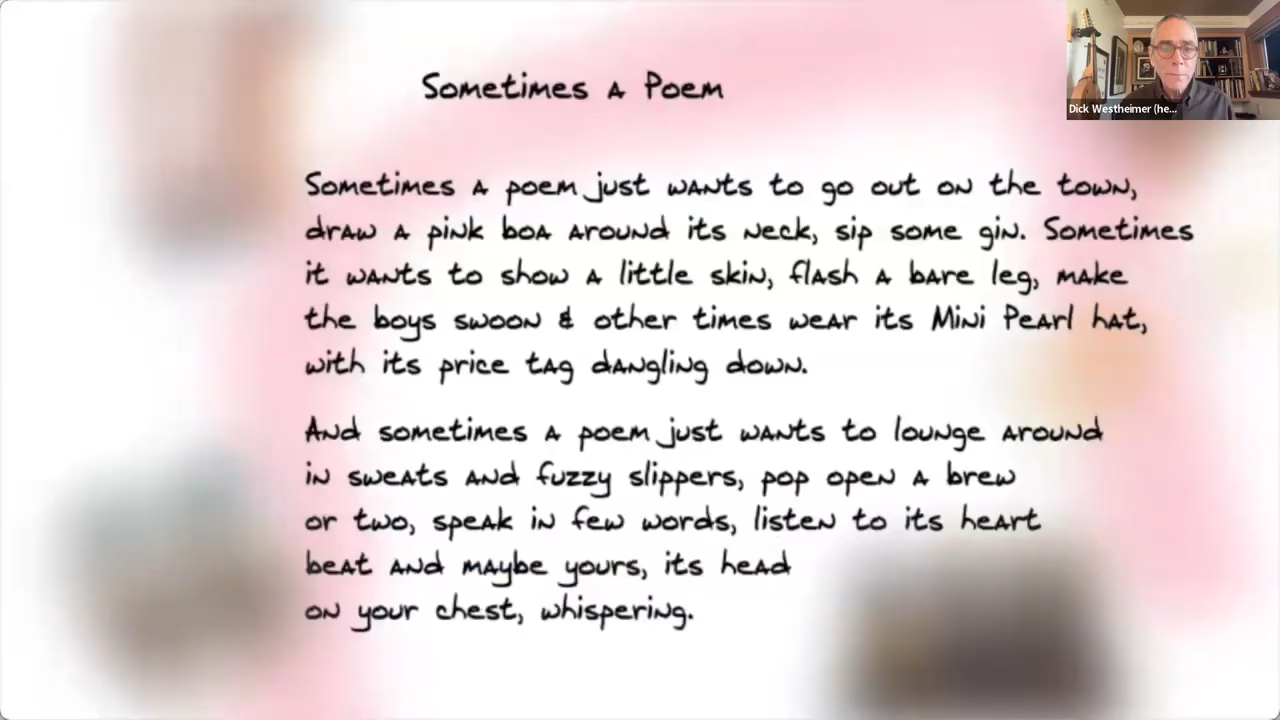 Dick Westheimer (he...
Sometimes a Poem
Sometimes a poem just wants to go out on the town,
draw a pink boa around its neck, sip some gin. Sometimes
it wants to show a little skin, flash a bare leg, make
the boys swoon & other times wear its Mini Pearl hat,
with its price tag dangling down.
And sometimes a poem just wants to lounge around
in sweats and fuzzy slippers, pop open a brew
or two, speak in few words, listen to its heart
beat and maybe yours, its head
on your chest, whispering.